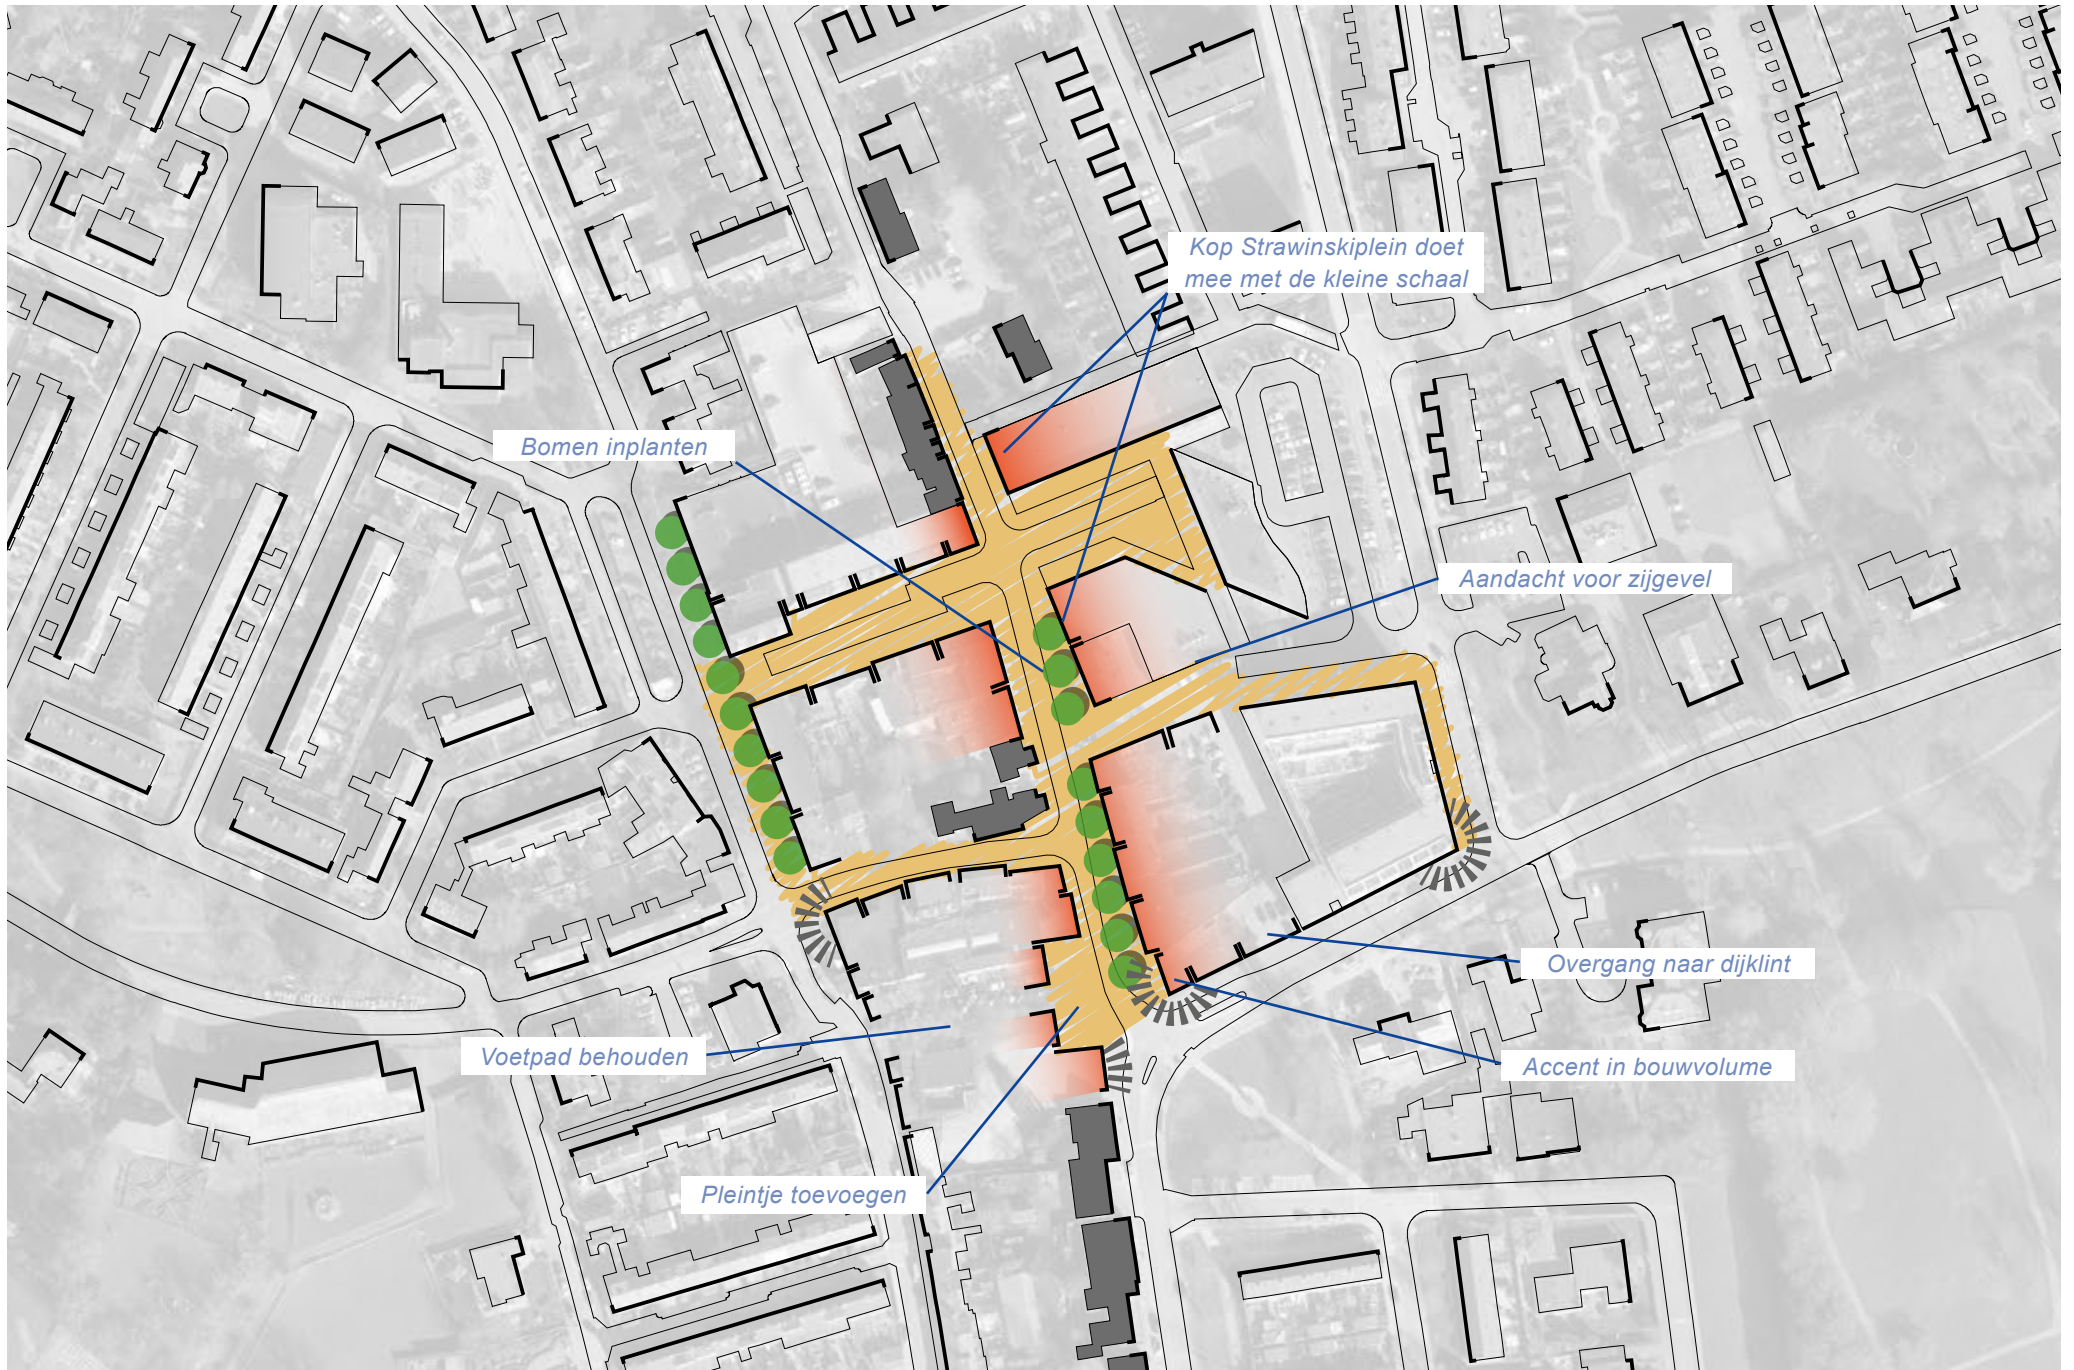 Kop Strawinskiplein doet
mee met de kleine schaal
Bomen inplanten
Aandacht voor zijgevel
Overgang naar dijklint
Voetpad behouden
Accent in bouwvolume
Pleintje toevoegen